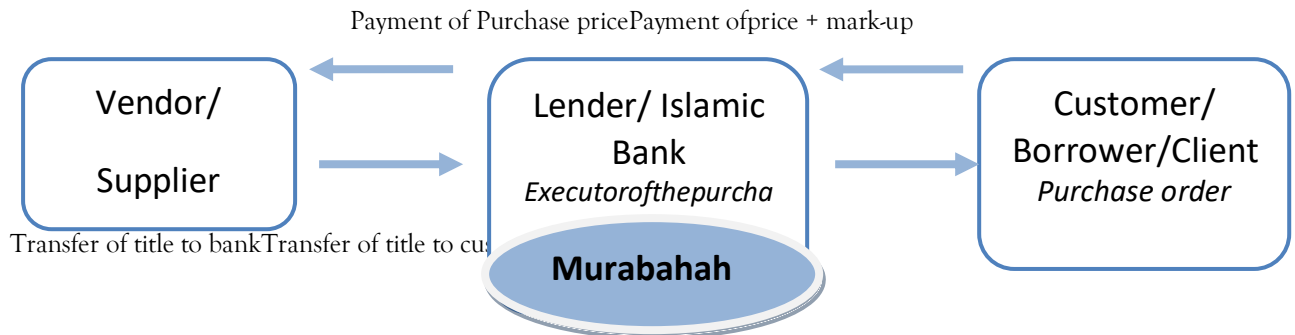 Payment of Purchase pricePayment ofprice + mark-up
Vendor/
Supplier
Lender/ Islamic
Bank
Executorofthepurcha
Customer/
Borrower/Client
Purchase order
Transfer of title to bankTransfer of title to
Murabahah